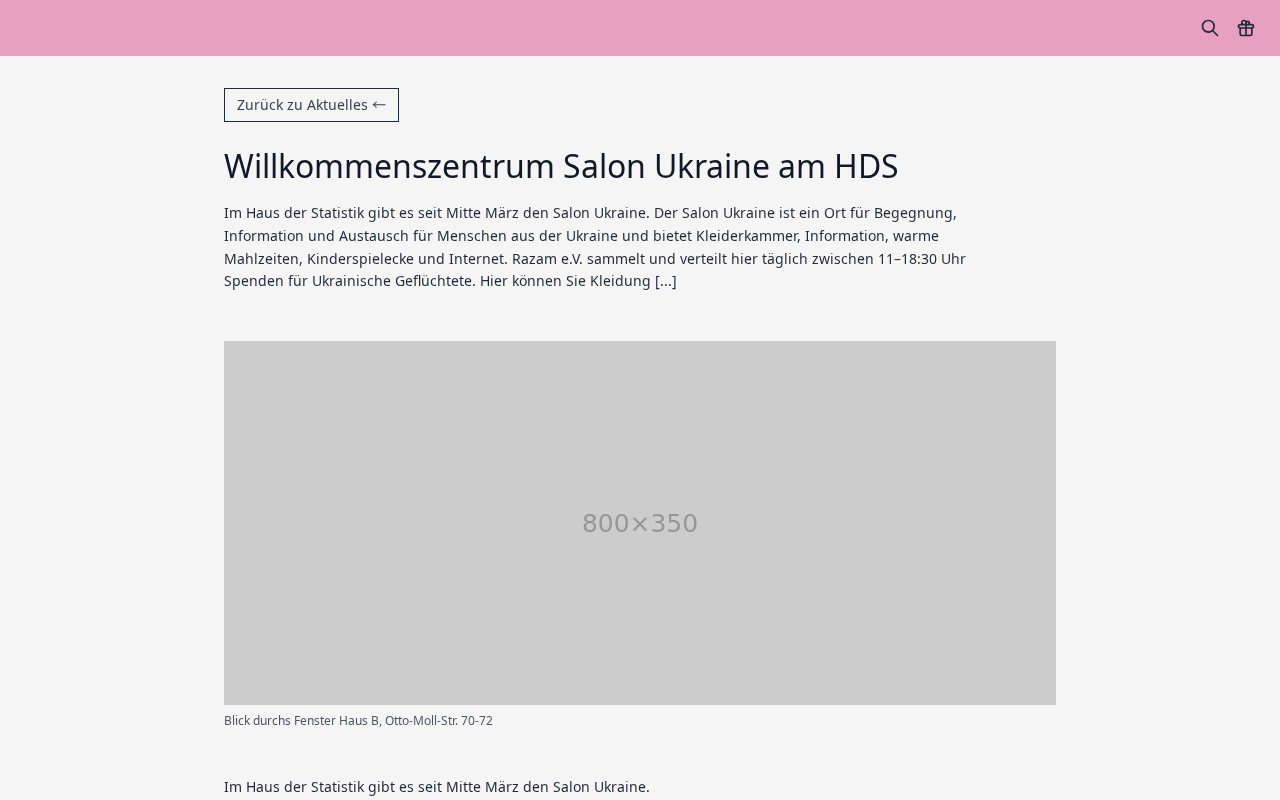 Zurück zu Aktuelles ←
Willkommenszentrum Salon Ukraine am HDS
Im Haus der Statistik gibt es seit Mitte März den Salon Ukraine. Der Salon Ukraine ist ein Ort für Begegnung,
Information und Austausch für Menschen aus der Ukraine und bietet Kleiderkammer, Information, warme
Mahlzeiten, Kinderspielecke und Internet. Razam e.V. sammelt und verteilt hier täglich zwischen 11–18:30 Uhr
Spenden für Ukrainische Geflüchtete. Hier können Sie Kleidung [...]
800×350
Blick durchs Fenster Haus B, Otto-Moll-Str. 70-72
Im Haus der Statistik gibt es seit Mitte März den Salon Ukraine.